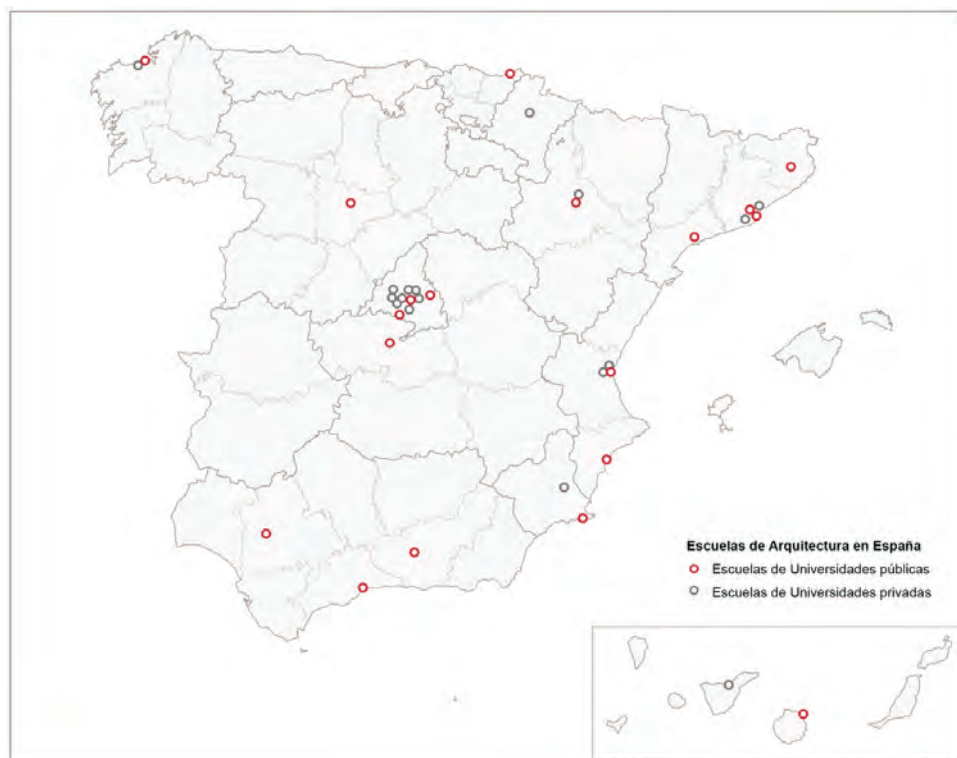 Escuelas de Arquitectura en España
Escuelas de Universidades públicas
Escuelas de Universidades privadas